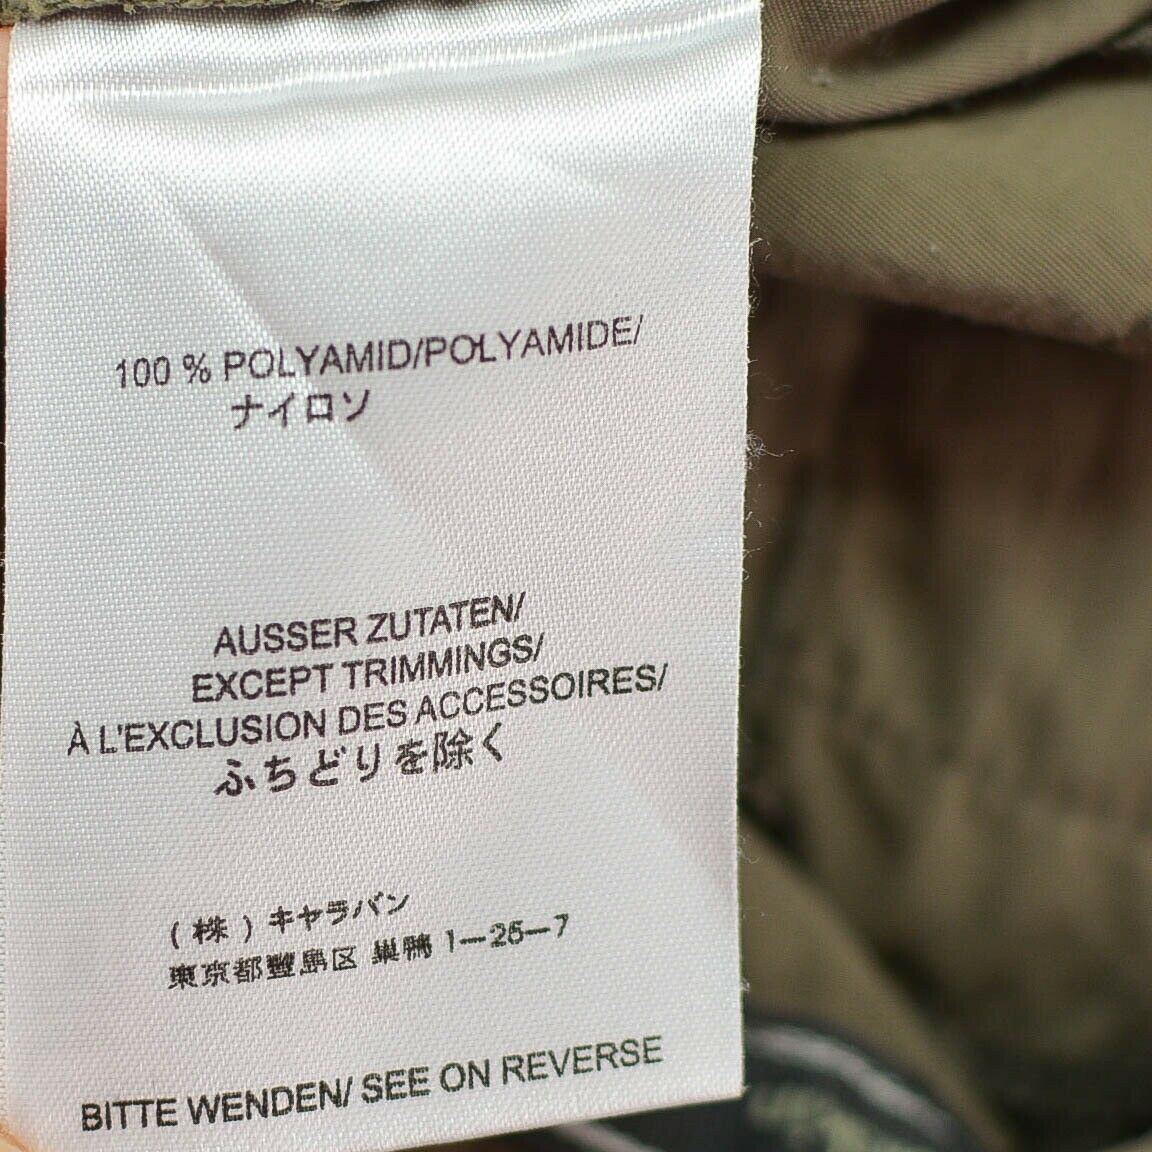 100 % POLYAMID/POLYAMIDE/
ナイロソ
AUSSER ZUTATEN/
EXCEPT TRIMMINGS/
À L'EXCLUSION DES ACCESSOIRES/
ふちどりを除く
(株)キャラバン
東京都豐島区 巣鴨 1-25-7
BITTE WENDEN/ SEE ON REVERSE